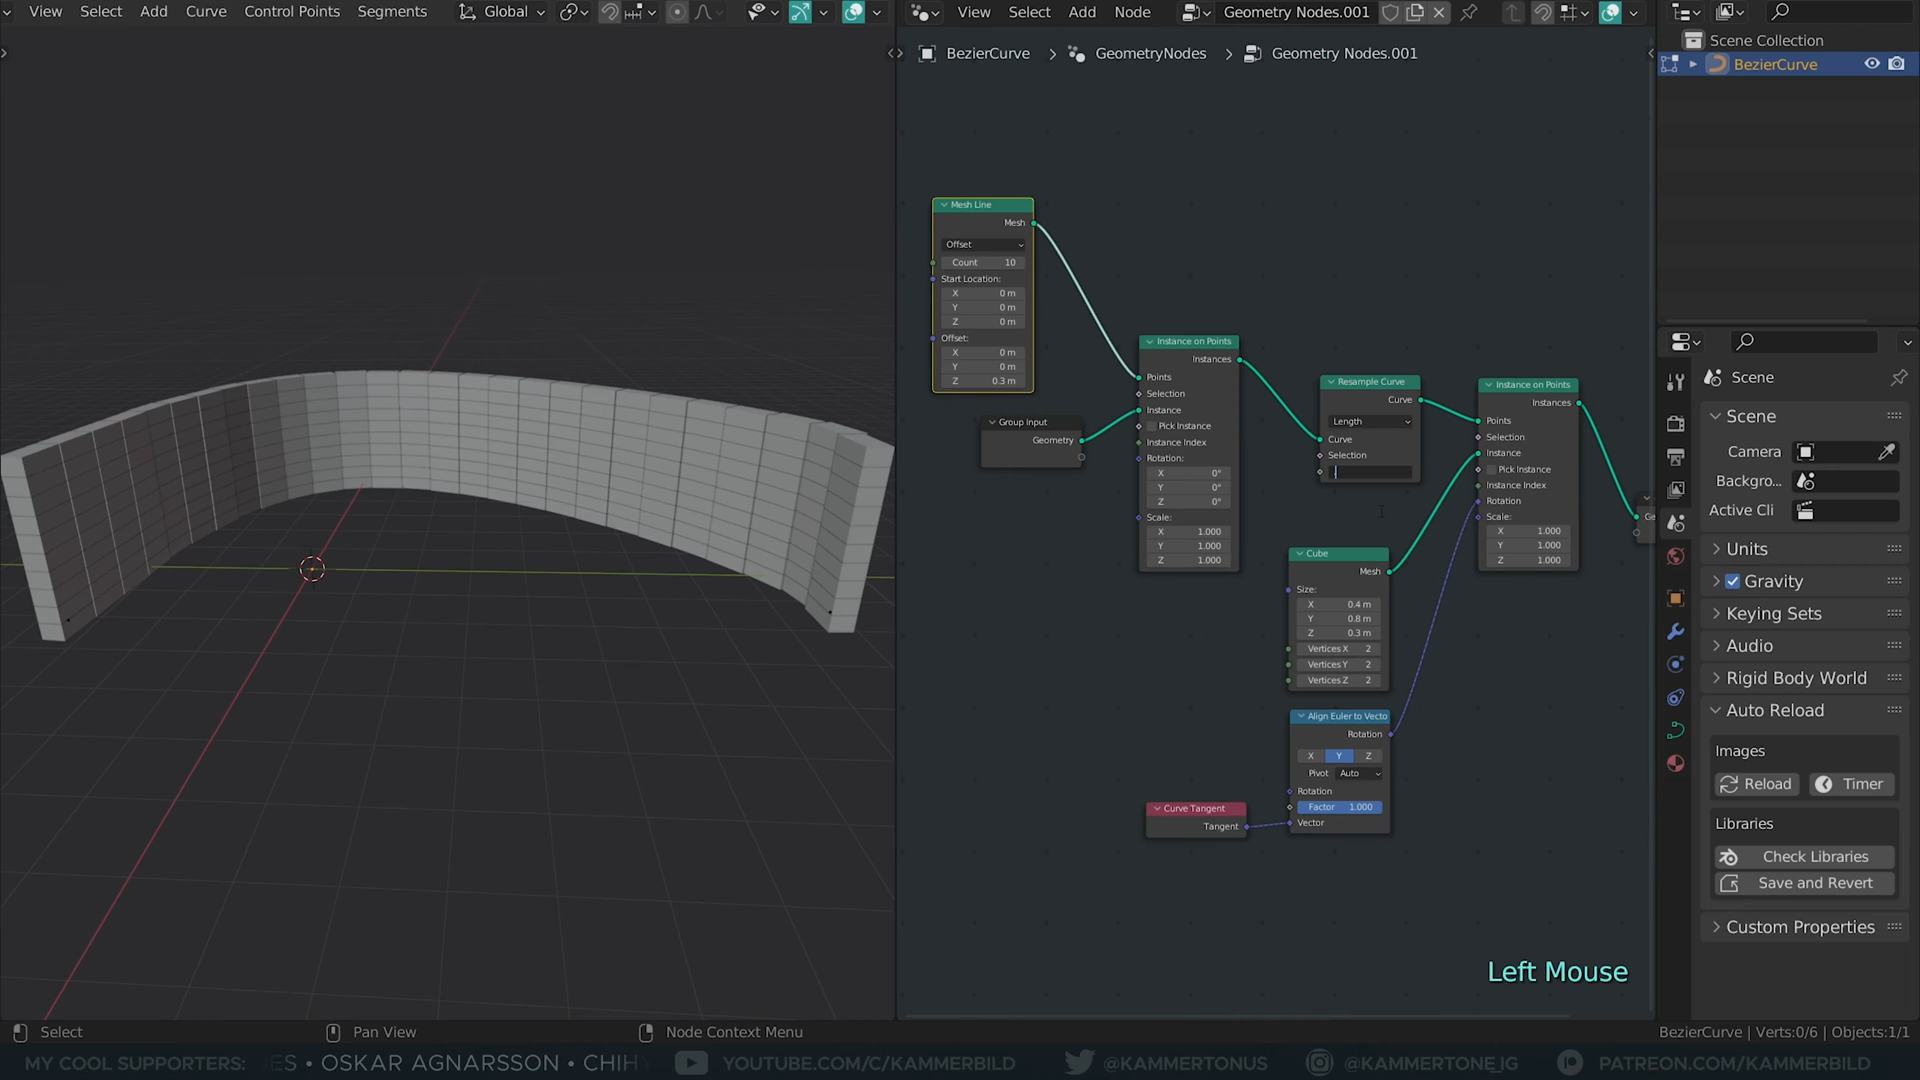 View Select Add Curve Control Points Segments Global
View Select Add Node Geometry Nodes.001
BezierCurve > GeometryNodes > Geometry Nodes.001
Scene Collection
BezierCurve
Mesh Line
Mesh
Offset
Count 10
Start Location:
X 0 m
Y 0 m
Z 0 m
Offset:
X 0 m
Y 0 m
Z 0.3 m
Group Input
Geometry
Instance on Points
Instances
Points
Selection
Instance
Pick Instance
Instance Index
Rotation:
X 0°
Y 0°
Z 0°
Scale:
X 1.000
Y 1.000
Z 1.000
Resample Curve
Curve
Length
Curve
Selection
Instance on Points
Instances
Points
Selection
Instance
Pick Instance
Instance Index
Rotation
Scale:
X 1.000
Y 1.000
Z 1.000
Ge
Cube
Mesh
Size:
X 0.4 m
Y 0.8 m
Z 0.3 m
Vertices X 2
Vertices Y 2
Vertices Z 2
Align Euler to Vecto
Rotation
X Y Z
Pivot Auto
Rotation
Factor 1.000
Vector
Curve Tangent
Tangent
Scene
Scene
Camera
Backgro...
Active Cli
Units
Gravity
Keying Sets
Audio
Rigid Body World
Auto Reload
Images
Reload Timer
Libraries
Check Libraries
Save and Revert
Custom Properties
Left Mouse
Select Pan View Node Context Menu BezierCurve | Verts:0/6 | Objects:1/1
MY COOL SUPPORTERS: ES • OSKAR AGNARSSON • CHIH YOUTUBE.COM/C/KAMMERBILD @KAMMERTONUS @KAMMERTONE_IG PATREON.COM/KAMMERBILD